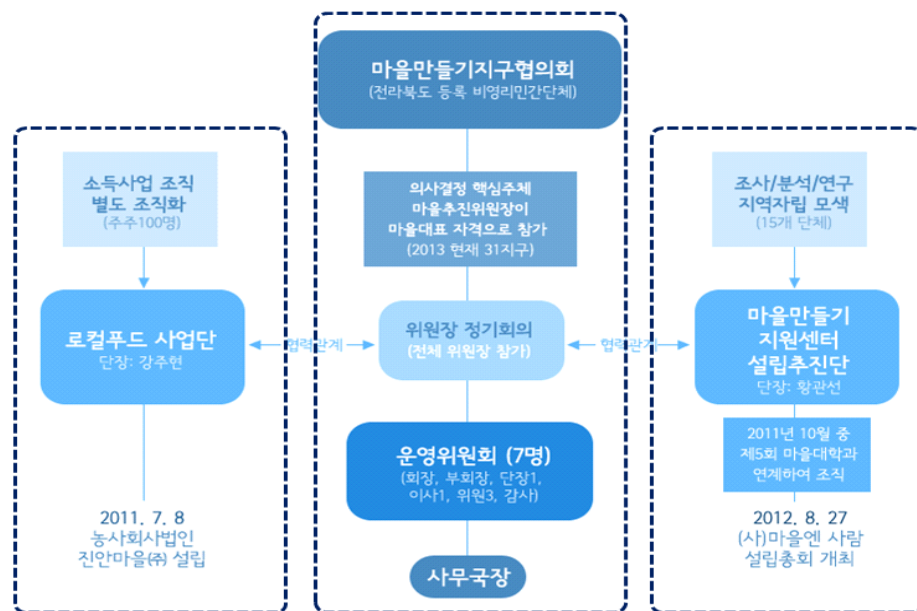 마을만들기지구협의회
(전라북도 등록 비영리민간단체)
소득사업 조직
별도 조직화
(주주100명)
의사결정 핵심주체
마을추진위원장이
마을대표 자격으로 참가
(2013 현재 31지구)
조사/분석/연구
지역자립 모색
(15개 단체)
로컬푸드 사업단
단장: 강주현
협력관계
위원장 정기회의
(전체 위원장 참가)
협력관계
마을만들기
지원센터
설립추진단
단장: 황관선
운영위원회 (7명)
(회장, 부회장, 단장1,
이사1, 위원3, 감사)
2011년 10월 중
제5회 마을대학과
연계하여 조직
2011. 7. 8
농사회사법인
진안마을㈜ 설립
2012. 8. 27
(사)마을엔 사람
설립총회 개최
사무국장